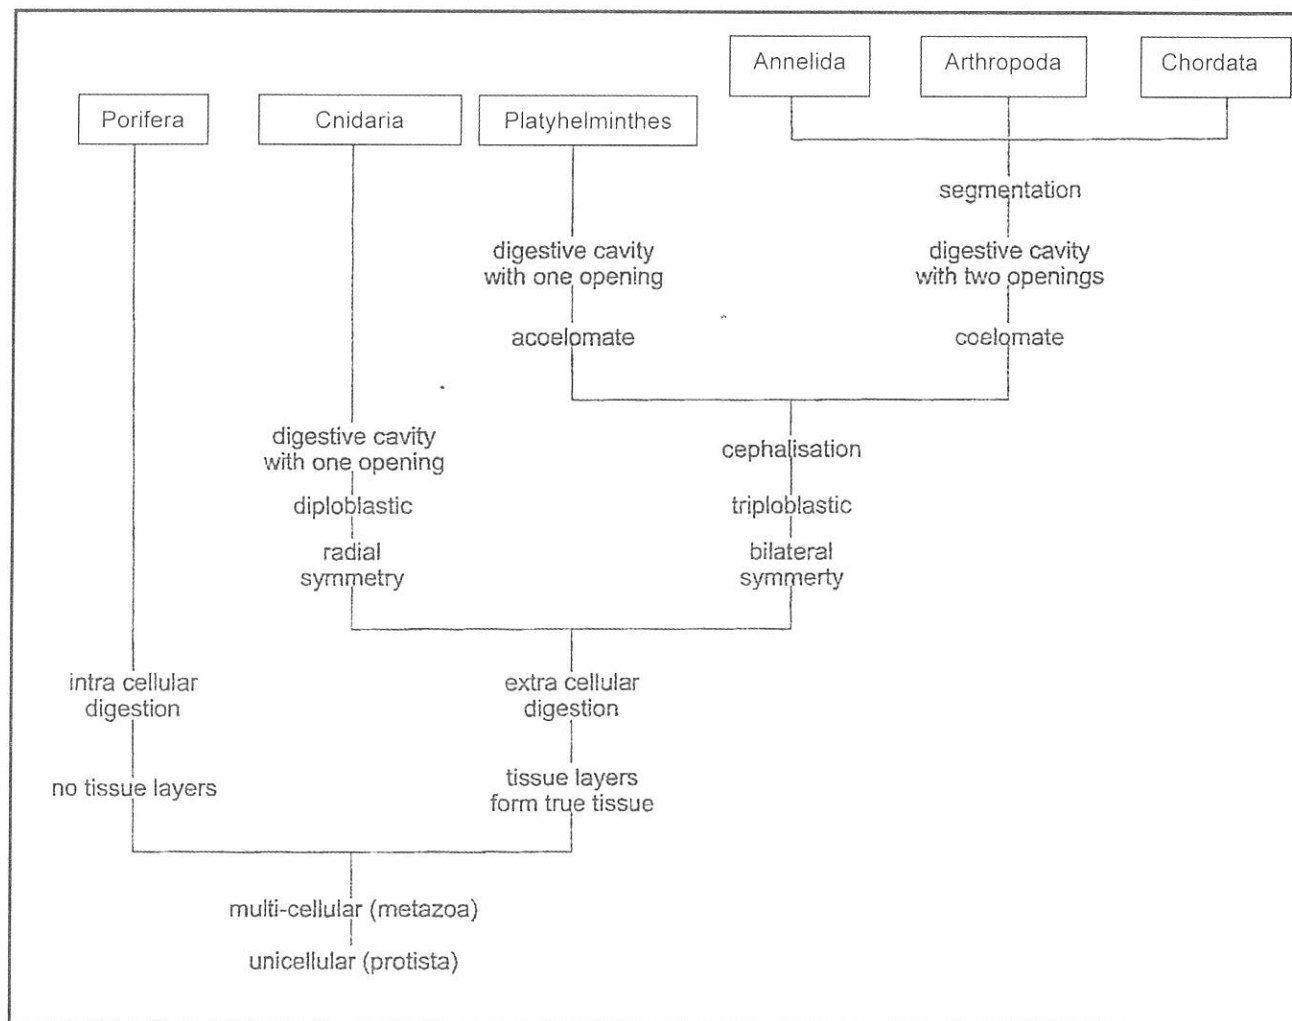 Annelida
Arthropoda
Chordata
Porifera
Cnidaria
Platyhelminthes
segmentation
digestive cavity
with one opening
digestive cavity
with two openings
acoelomate
coelomate
digestive cavity
with one opening
cephalisation
diploblastic
triploblastic
radial
symmetry
bilateral
symmerty
intra cellular
digestion
extra cellular
digestion
no tissue layers
tissue layers
form true tissue
multi-cellular (metazoa)
unicellular (protista)